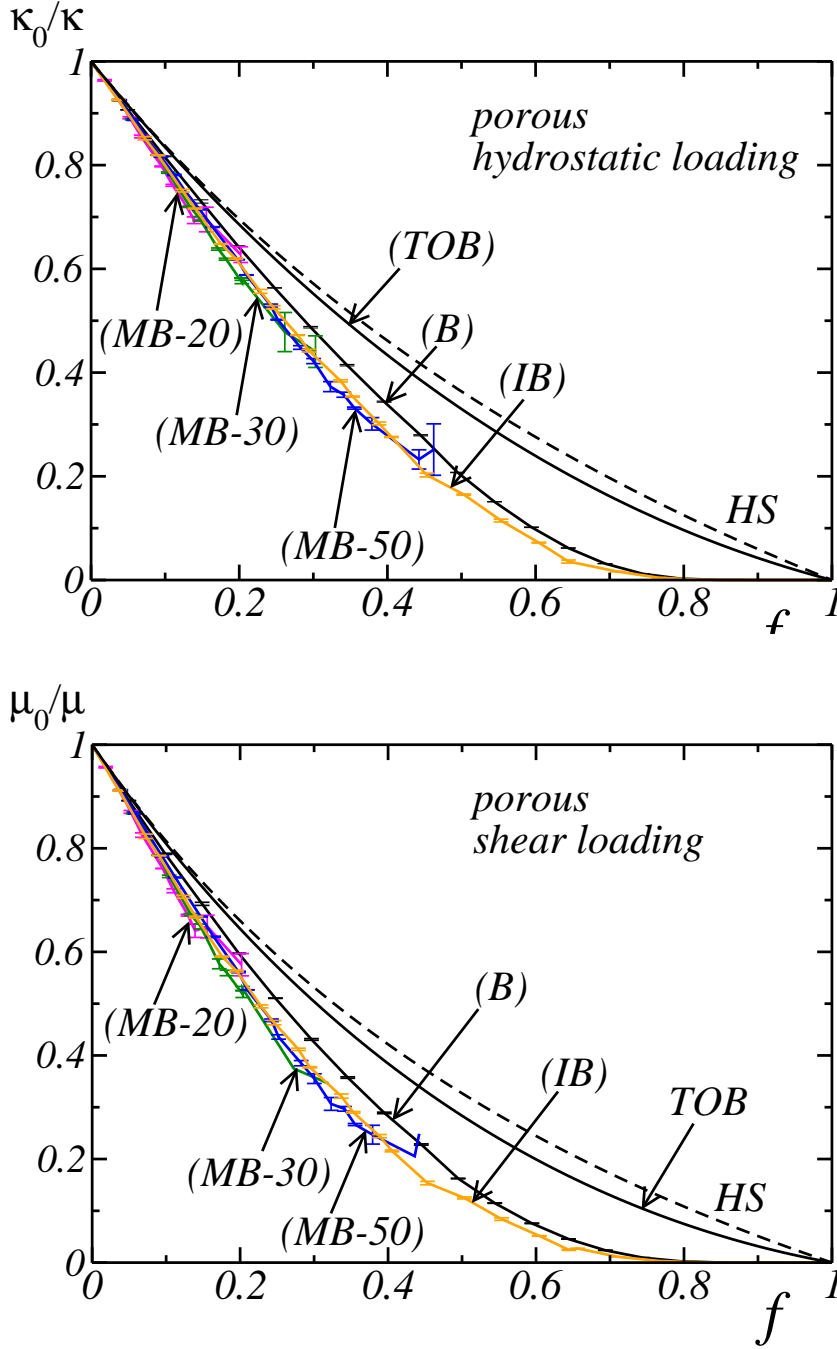 κ₀/κ
1
porous
hydrostatic loading
0.8
(TOB)
0.6
(B)
(MB-20)
(IB)
0.4
(MB-30)
0.2
(MB-50)
HS
0
0 0.2 0.4 0.6 0.8 1
f
μ₀/μ
1
porous
shear loading
0.8
0.6
(B)
(MB-20)
0.4
(IB)
TOB
(MB-30)
0.2
HS
(MB-50)
0
0 0.2 0.4 0.6 0.8 1
f